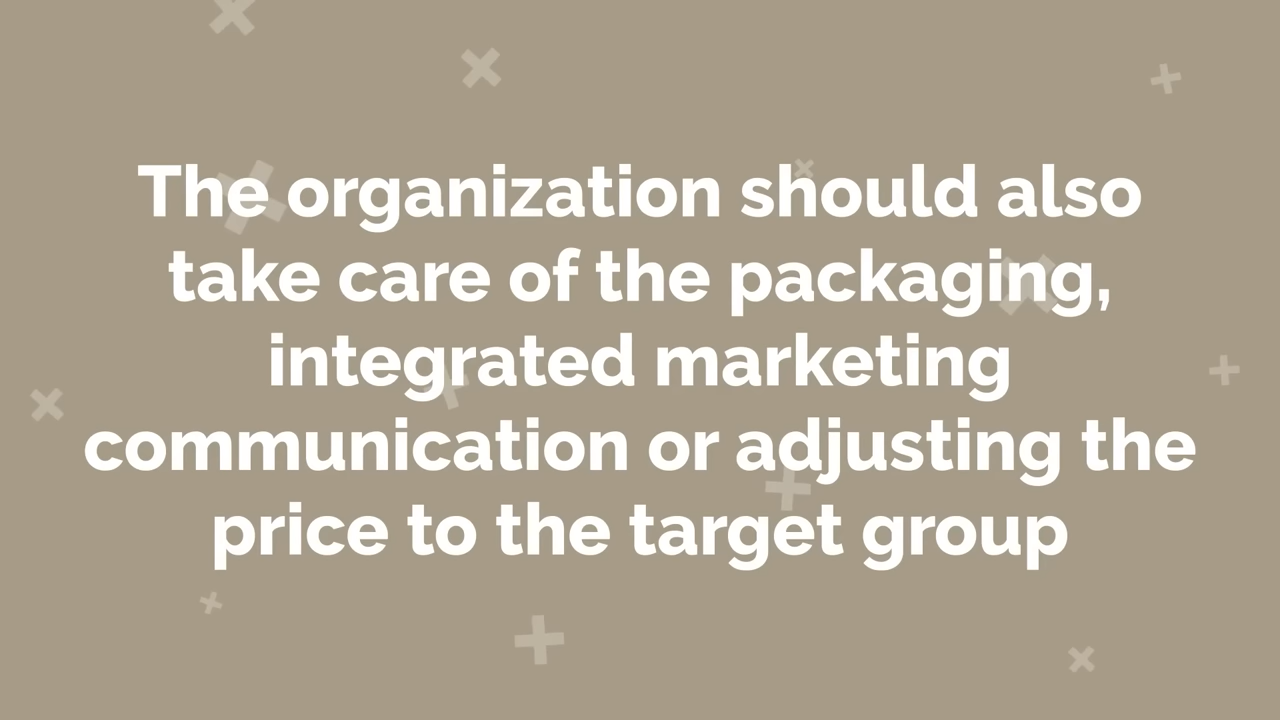 The organization should also
take care of the packaging,
integrated marketing
communication or adjusting the
price to the target group